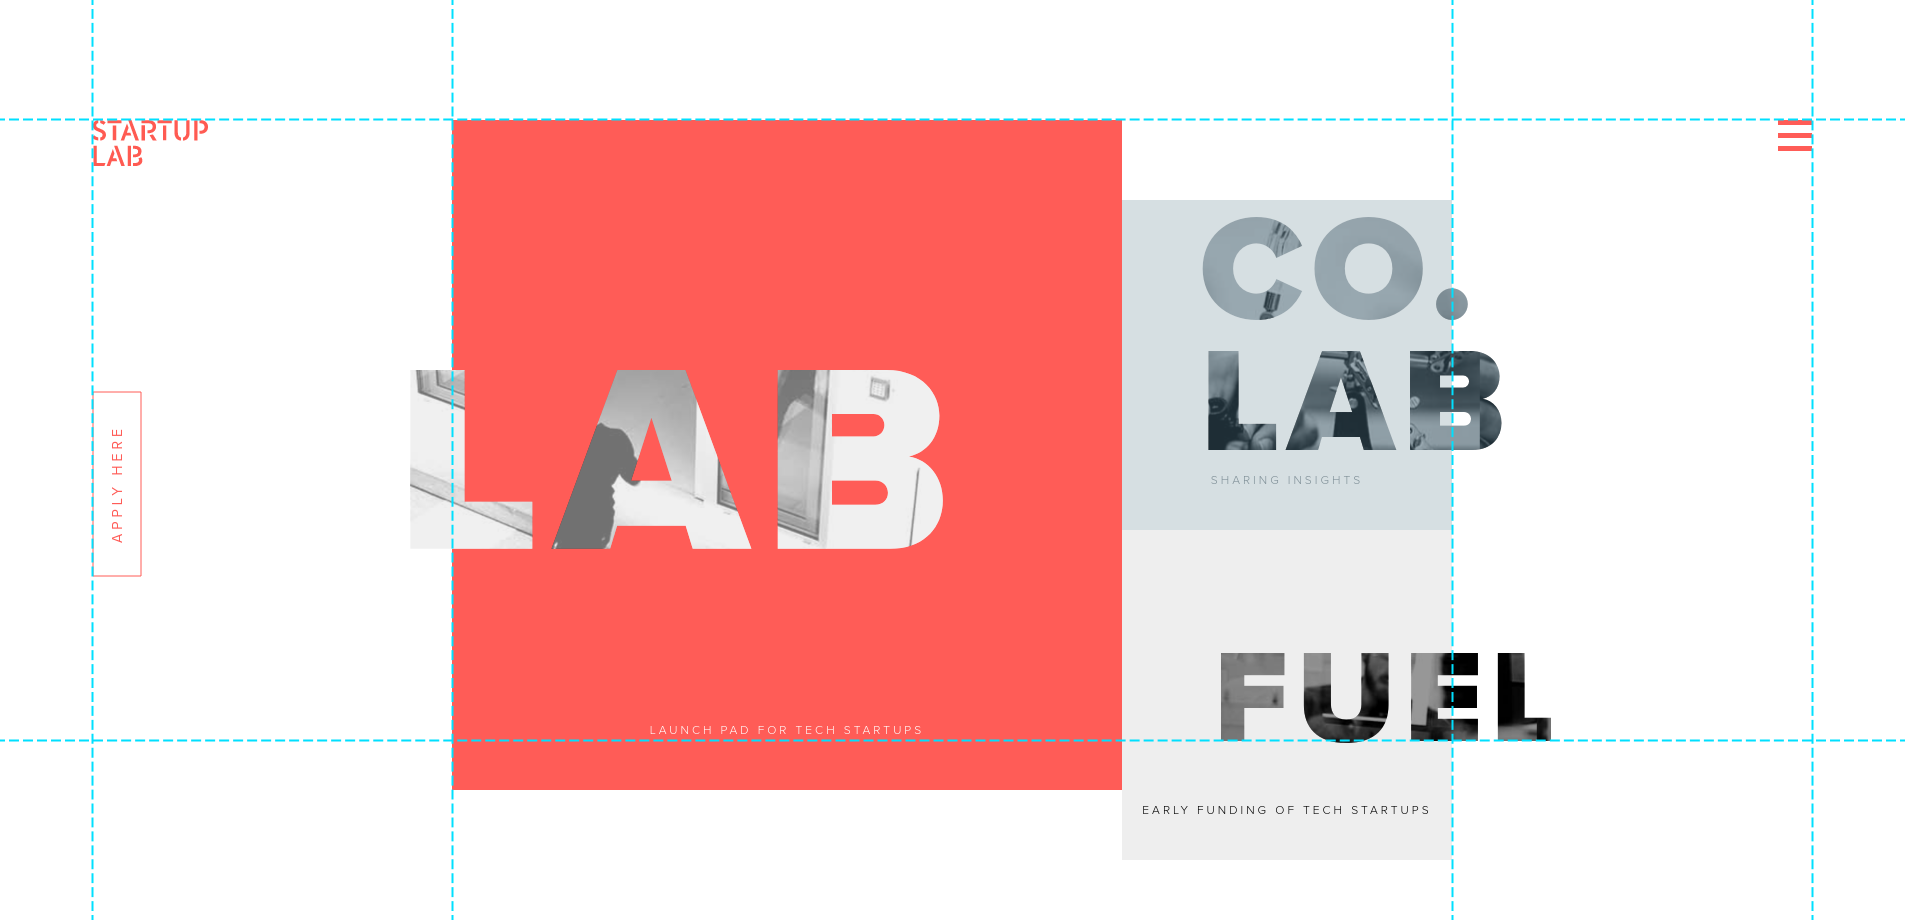 STARTUP
LAB
APPLY HERE
LAB
LAUNCH PAD FOR TECH STARTUPS
CO.
LAB
SHARING INSIGHTS
FUEL
EARLY FUNDING OF TECH STARTUPS